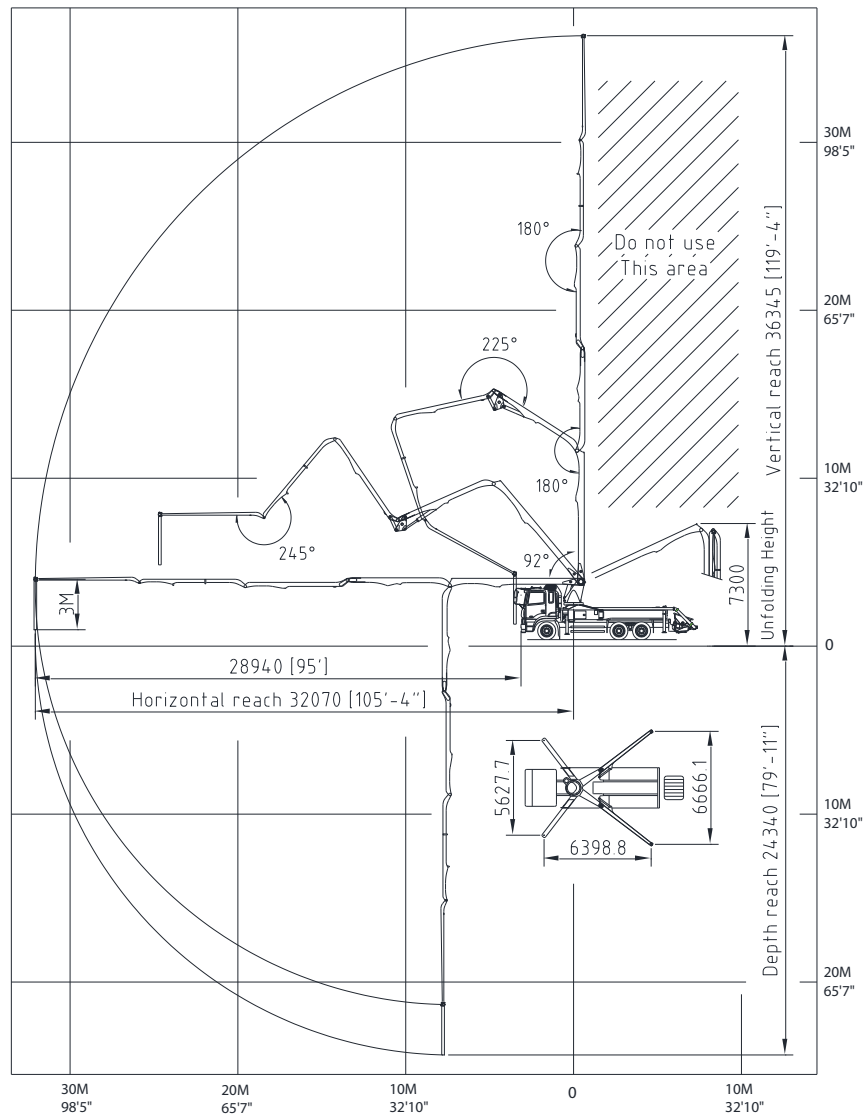 30M
98'5"
180°
Do not use
This area
Vertical reach 36345 [119'-4"]
20M
65'7"
225°
10M
32'10"
180°
245°
92°
7300
Unfolding Height
3M
0
28940 [95']
Horizontal reach 32070 [105'-4"]
5627.7
6666.1
6398.8
Depth reach 24340 [79'-11"]
10M
32'10"
20M
65'7"
30M
98'5"
20M
65'7"
10M
32'10"
0
10M
32'10"